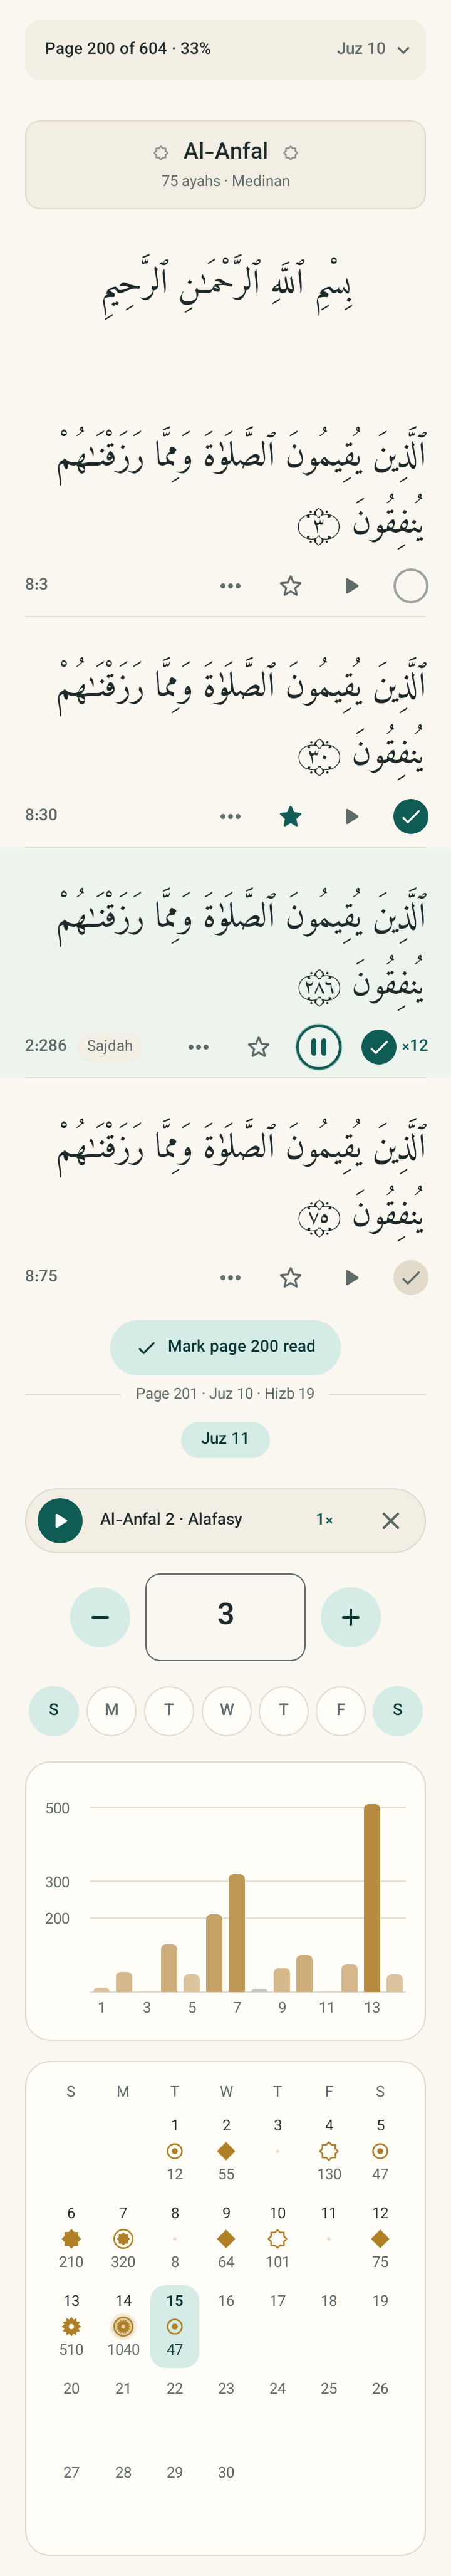 Page 200 of 604 · 33%
Juz 10
Al-Anfal
75 ayahs · Medinan
بِسْمِ ٱللَّهِ ٱلرَّحْمَـٰنِ ٱلرَّحِيمِ
ٱلَّذِينَ يُقِيمُونَ ٱلصَّلَوٰةَ وَمِمَّا رَزَقْنَـٰهُمْ
يُنفِقُونَ ٣
8:3
ٱلَّذِينَ يُقِيمُونَ ٱلصَّلَوٰةَ وَمِمَّا رَزَقْنَـٰهُمْ
يُنفِقُونَ ٣٠
8:30
ٱلَّذِينَ يُقِيمُونَ ٱلصَّلَوٰةَ وَمِمَّا رَزَقْنَـٰهُمْ
يُنفِقُونَ ٢٨٦
2:286 Sajdah ×12
ٱلَّذِينَ يُقِيمُونَ ٱلصَّلَوٰةَ وَمِمَّا رَزَقْنَـٰهُمْ
يُنفِقُونَ ٧٥
8:75
Mark page 200 read
Page 201 · Juz 10 · Hizb 19
Juz 11
Al-Anfal 2 · Alafasy 1×
3
S M T W T F S
500
300
200
1 3 5 7 9 11 13
S M T W T F S
1 2 3 4 5
12 55 130 47
6 7 8 9 10 11 12
210 320 8 64 101 75
13 14 15 16 17 18 19
510 1040 47
20 21 22 23 24 25 26
27 28 29 30